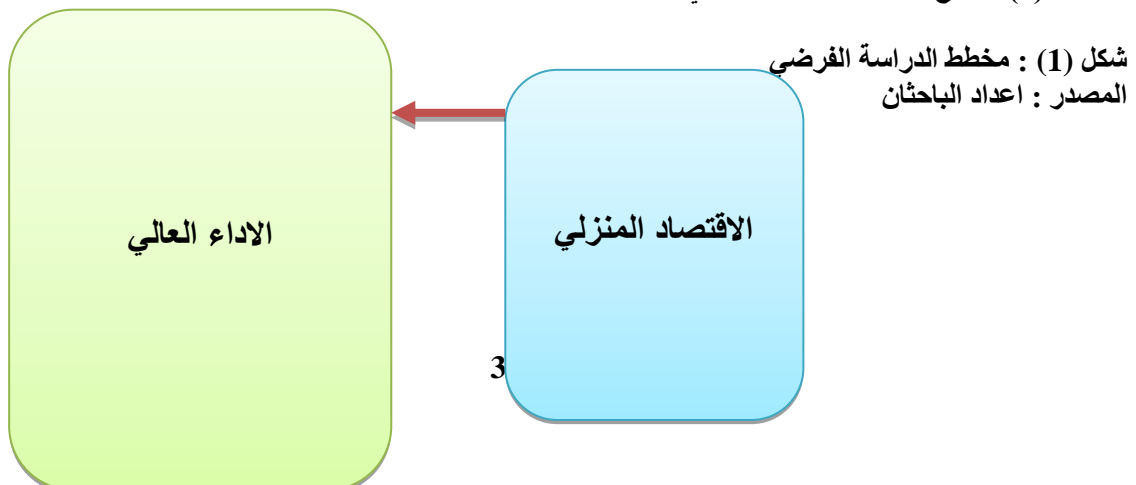 شكل (1) : مخطط الدراسة الفرضي
المصدر : اعداد الباحثان
الاقتصاد المنزلي
الاداء العالي
3